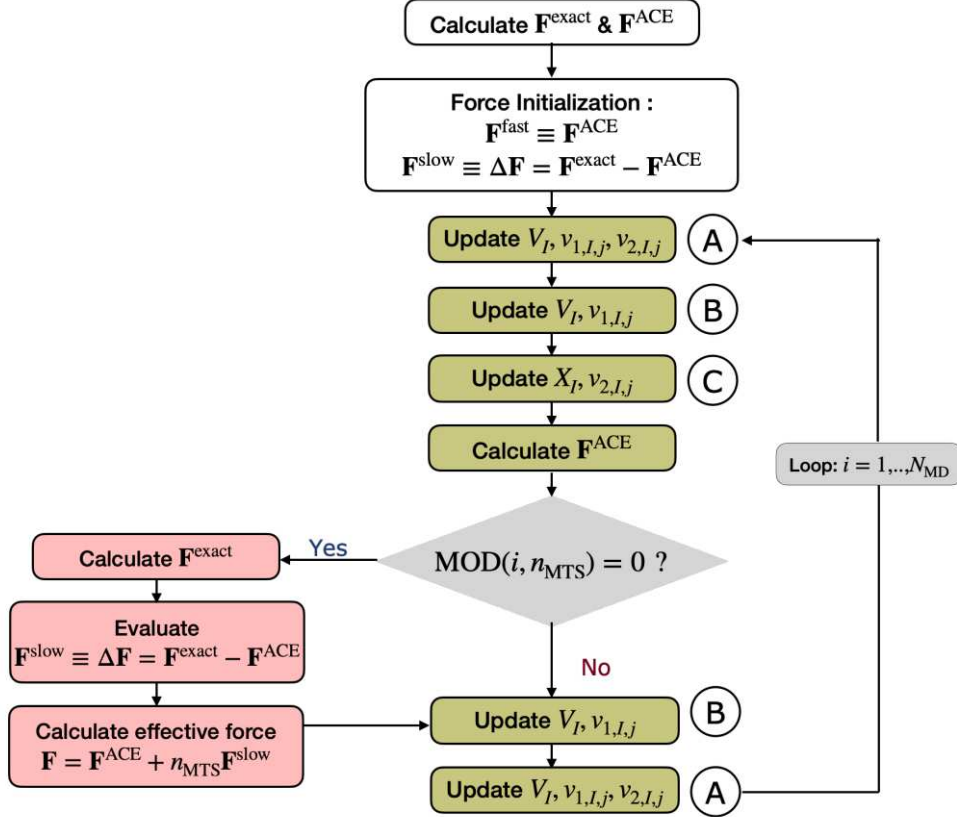 Calculate F^exact & F^ACE
Force Initialization :
F^fast ≡ F^ACE
F^slow ≡ ΔF = F^exact − F^ACE
Update V_I, v_{1,I,j}, v_{2,I,j}
A
Update V_I, v_{1,I,j}
B
Update X_I, v_{2,I,j}
C
Calculate F^ACE
Loop: i = 1,..,N_MD
MOD(i, n_MTS) = 0 ?
Yes
Calculate F^exact
Evaluate
F^slow ≡ ΔF = F^exact − F^ACE
Calculate effective force
F = F^ACE + n_MTS F^slow
No
Update V_I, v_{1,I,j}
B
Update V_I, v_{1,I,j}, v_{2,I,j}
A